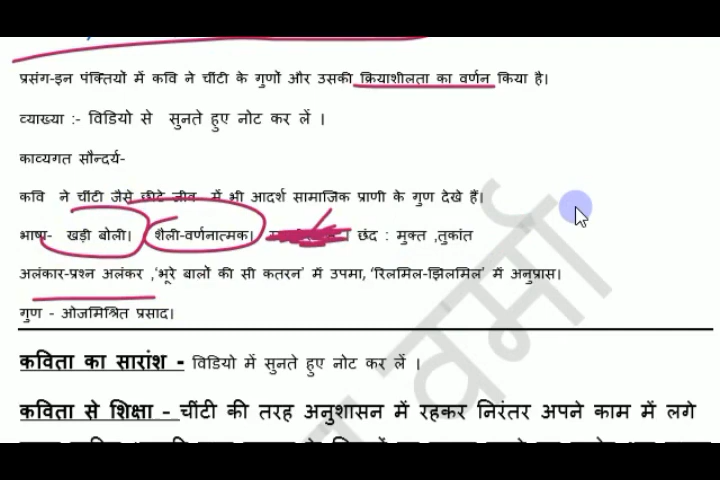 प्रसंग-इन पंक्तियों में कवि ने चींटी के गुणों और उसकी क्रियाशीलता का वर्णन किया है।
व्याख्या :- विडियो से सुनते हुए नोट कर लें ।
काव्यगत सौन्दर्य-
कवि ने चींटी जैसे छोटे जीव में भी आदर्श सामाजिक प्राणी के गुण देखे हैं।
भाषा- खड़ी बोली। शैली-वर्णनात्मक। । छंद : मुक्त ,तुकांत
अलंकार-प्रश्न अलंकर ,'भूरे बालों की सी कतरन' में उपमा, 'रिलमिल-झिलमिल' में अनुप्रास।
गुण - ओजमिश्रित प्रसाद।
कविता का सारांश - विडियो में सुनते हुए नोट कर लें ।
कविता से शिक्षा - चींटी की तरह अनुशासन में रहकर निरंतर अपने काम में लगे
वर्मा